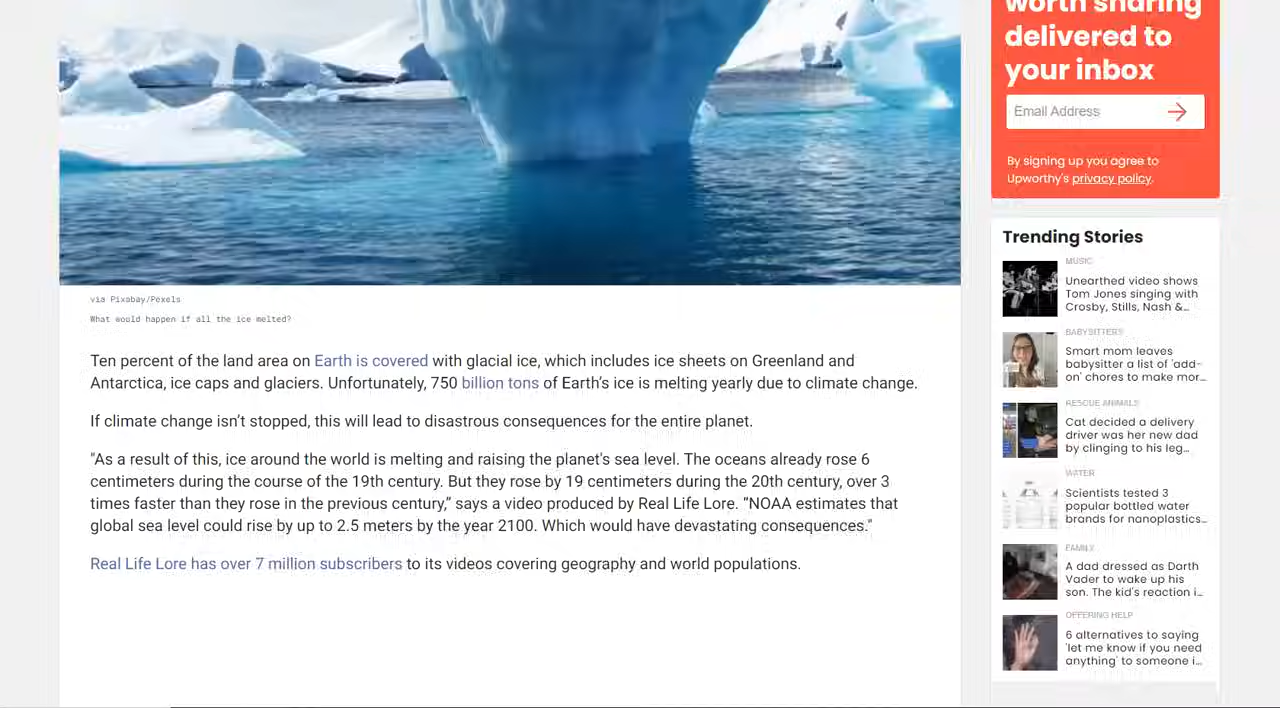 worth sharing
delivered to
your inbox
Email Address
By signing up you agree to
Upworthy's privacy policy.
via Pixabay/Pexels
What would happen if all the ice melted?
Ten percent of the land area on Earth is covered with glacial ice, which includes ice sheets on Greenland and
Antarctica, ice caps and glaciers. Unfortunately, 750 billion tons of Earth's ice is melting yearly due to climate change.
If climate change isn't stopped, this will lead to disastrous consequences for the entire planet.
"As a result of this, ice around the world is melting and raising the planet's sea level. The oceans already rose 6
centimeters during the course of the 19th century. But they rose by 19 centimeters during the 20th century, over 3
times faster than they rose in the previous century,” says a video produced by Real Life Lore. “NOAA estimates that
global sea level could rise by up to 2.5 meters by the year 2100. Which would have devastating consequences."
Real Life Lore has over 7 million subscribers to its videos covering geography and world populations.
Trending Stories
MUSIC
Unearthed video shows
Tom Jones singing with
Crosby, Stills, Nash &...
BABYSITTERS
Smart mom leaves
babysitter a list of 'add-
on' chores to make mor...
RESCUE ANIMALS
Cat decided a delivery
driver was her new dad
by clinging to his leg...
WATER
Scientists tested 3
popular bottled water
brands for nanoplastics...
FAMILY
A dad dressed as Darth
Vader to wake up his
son. The kid's reaction i...
OFFERING HELP
6 alternatives to saying
'let me know if you need
anything' to someone i...